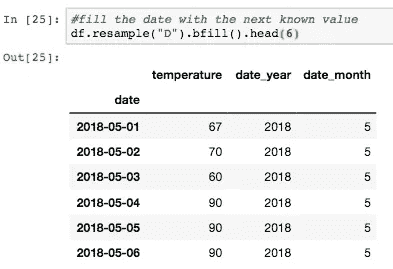 In [25]: #fill the date with the next known value
df.resample("D").bfill().head(6)
Out[25]:
temperature date_year date_month
date
2018-05-01 67 2018 5
2018-05-02 70 2018 5
2018-05-03 60 2018 5
2018-05-04 90 2018 5
2018-05-05 90 2018 5
2018-05-06 90 2018 5